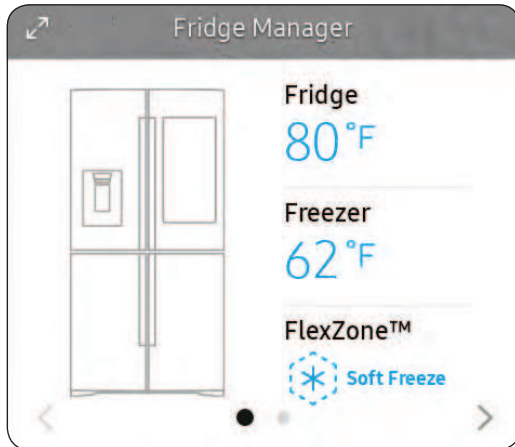 Fridge Manager
Fridge
80°F
Freezer
62°F
FlexZone™
Soft Freeze